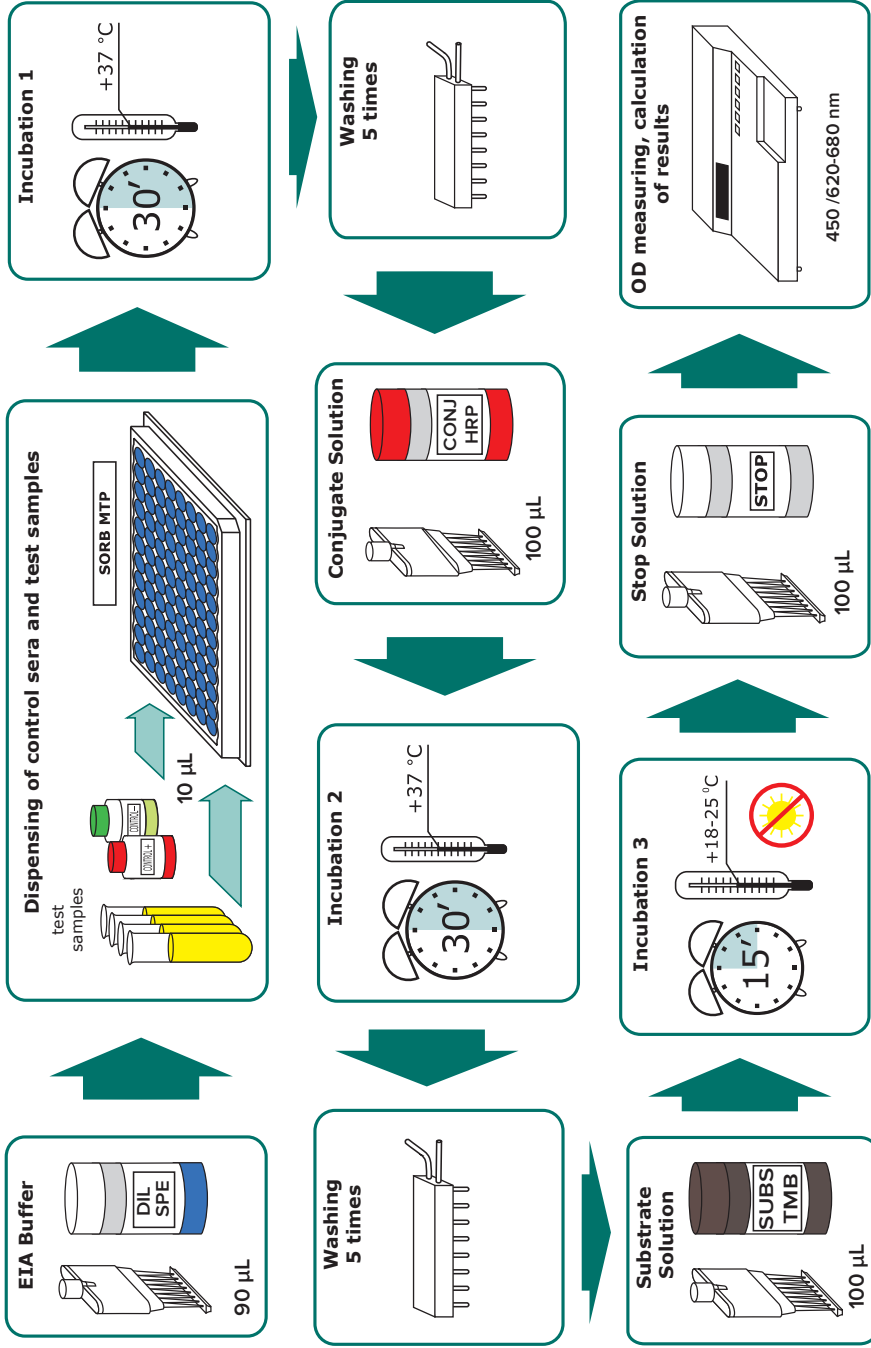 EIA Buffer
DIL
SPE
90 µL
Dispensing of control sera and test samples
test
samples
CONTROL+
CONTROL–
10 µL
SORB MTP
Incubation 1
30′
+37 °C
Washing
5 times
Conjugate Solution
CONJ
HRP
100 µL
Incubation 2
30′
+37 °C
Washing
5 times
Substrate
Solution
SUBS
TMB
100 µL
Incubation 3
15′
+18-25 ⁰C
Stop Solution
STOP
100 µL
OD measuring, calculation
of results
450 /620-680 nm